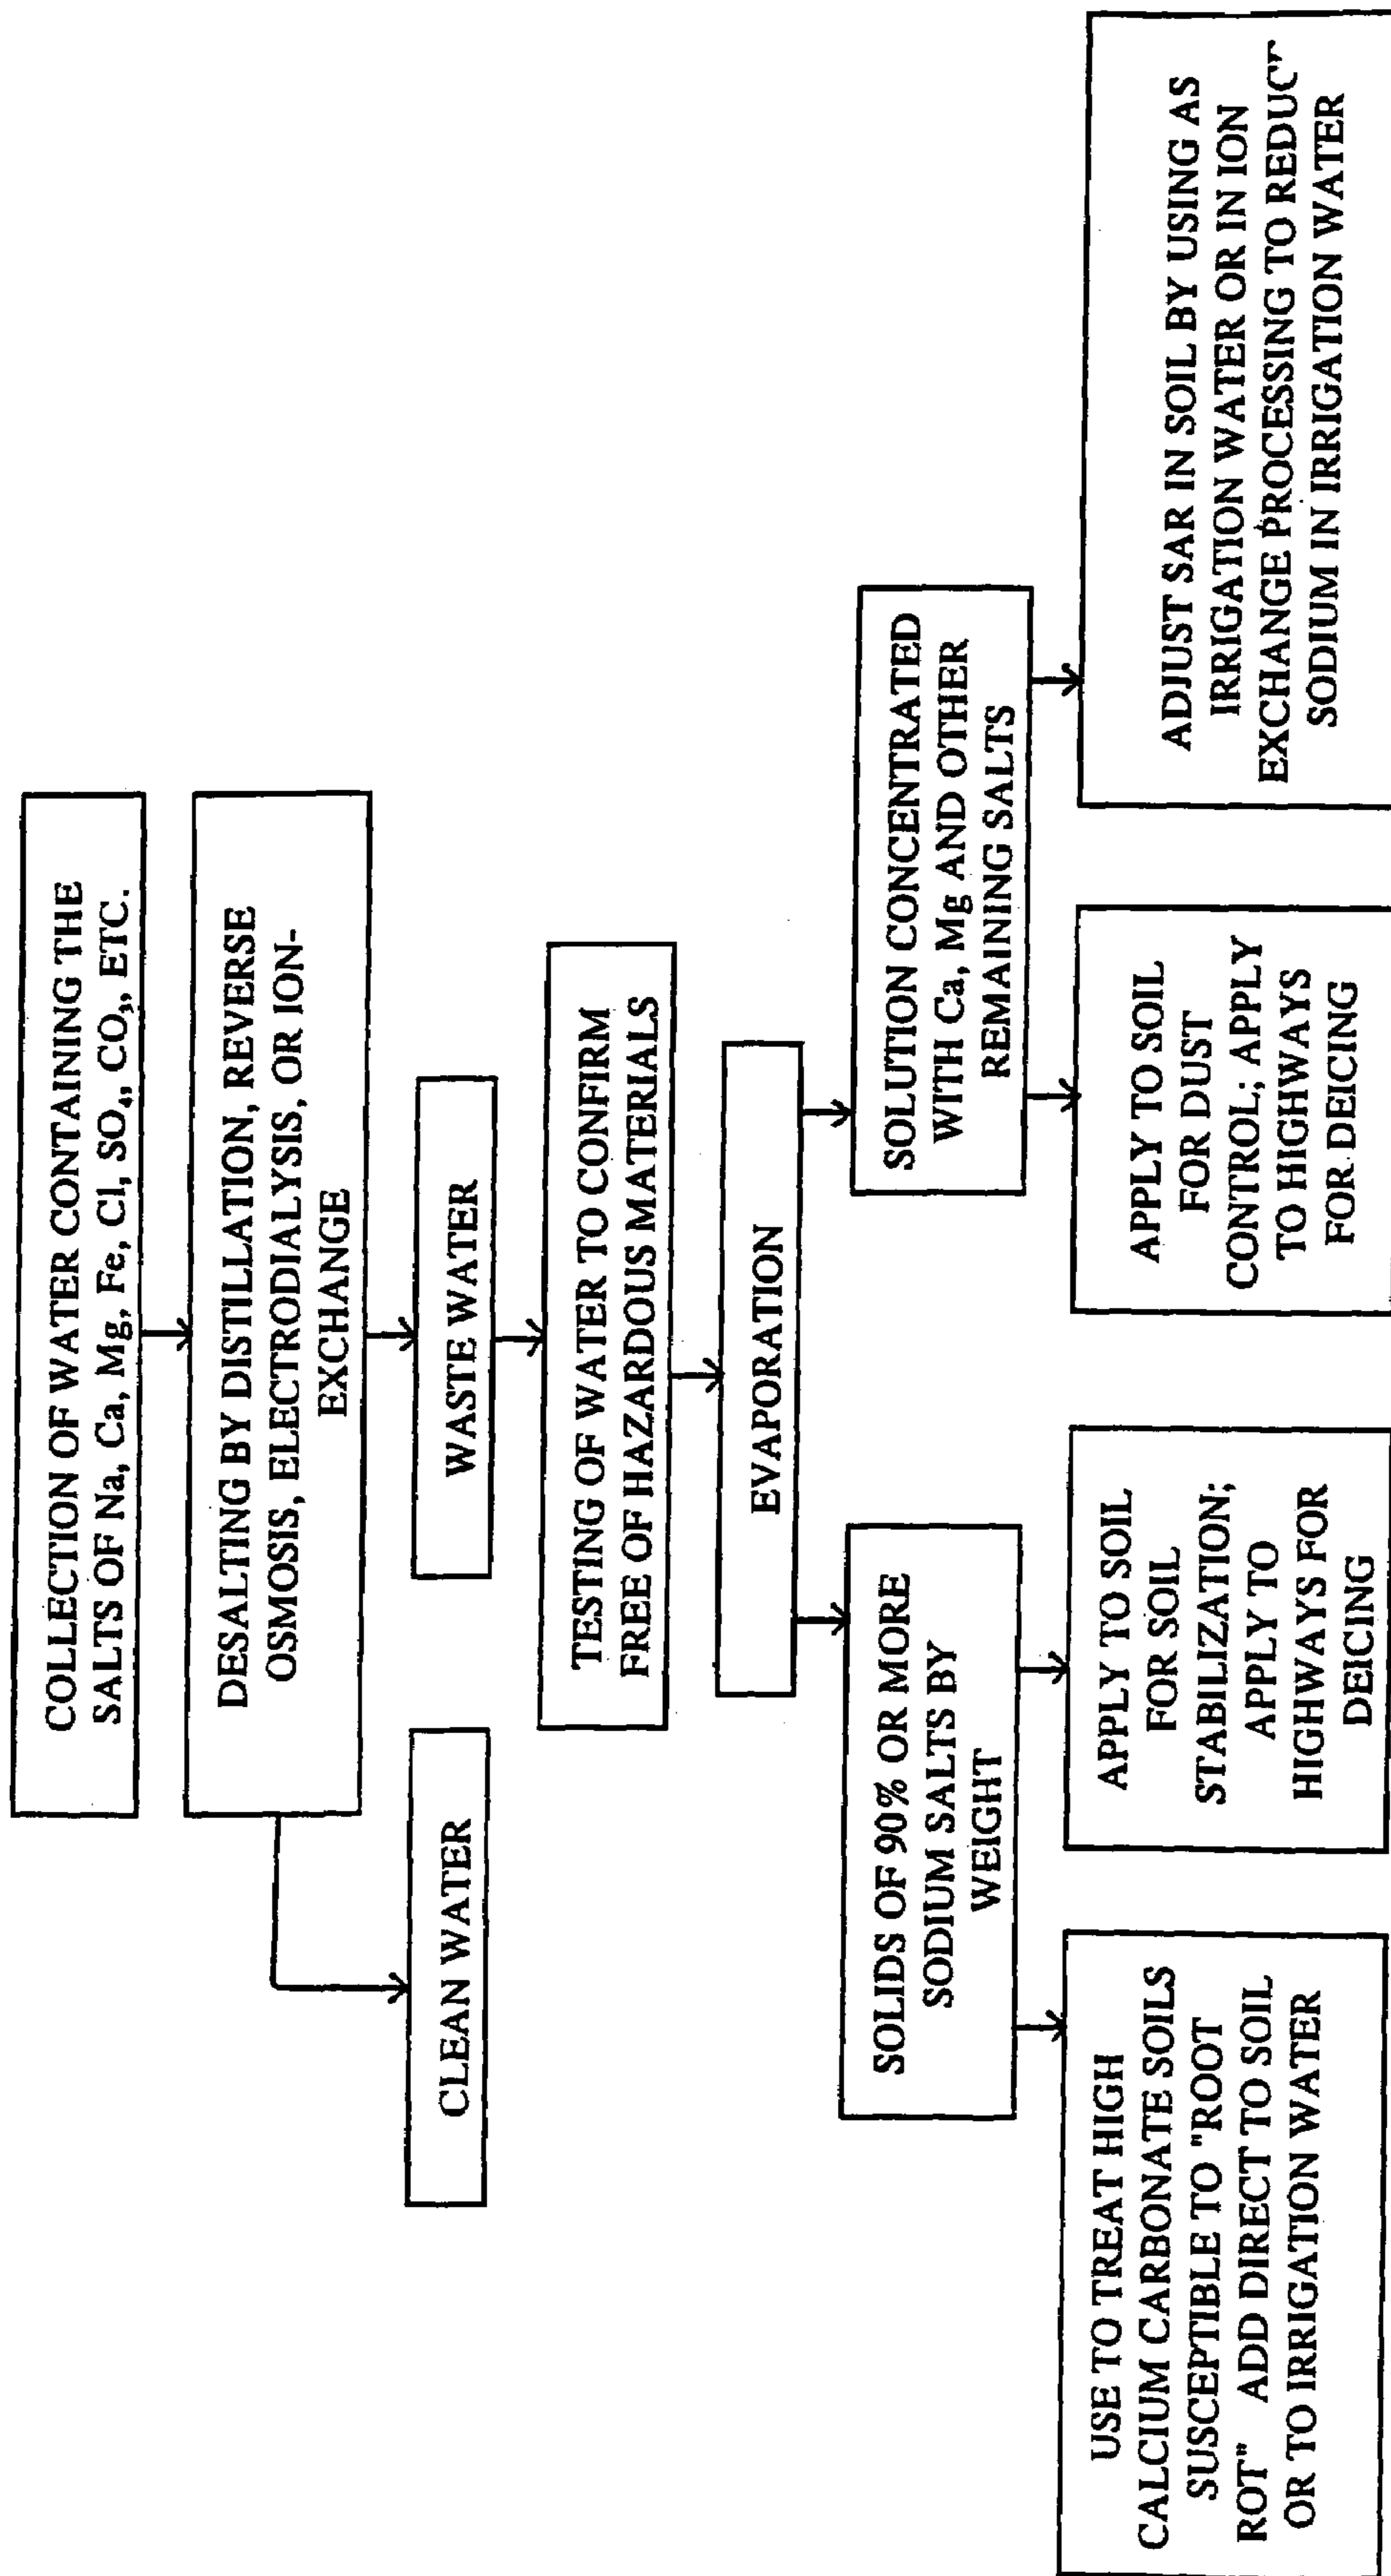 COLLECTION OF WATER CONTAINING THE
SALTS OF Na, Ca, Mg, Fe, Cl, SO₄, CO₃, ETC.
DESALTING BY DISTILLATION, REVERSE
OSMOSIS, ELECTRODIALYSIS, OR ION-
EXCHANGE
CLEAN WATER
WASTE WATER
TESTING OF WATER TO CONFIRM
FREE OF HAZARDOUS MATERIALS
EVAPORATION
SOLIDS OF 90% OR MORE
SODIUM SALTS BY
WEIGHT
SOLUTION CONCENTRATED
WITH Ca, Mg AND OTHER
REMAINING SALTS
USE TO TREAT HIGH
CALCIUM CARBONATE SOILS
SUSCEPTIBLE TO "ROOT
ROT" ADD DIRECT TO SOIL
OR TO IRRIGATION WATER
APPLY TO SOIL
FOR SOIL
STABILIZATION;
APPLY TO
HIGHWAYS FOR
DEICING
APPLY TO SOIL
FOR DUST
CONTROL; APPLY
TO HIGHWAYS
FOR DEICING
ADJUST SAR IN SOIL BY USING AS
IRRIGATION WATER OR IN ION
EXCHANGE PROCESSING TO REDUCT
SODIUM IN IRRIGATION WATER